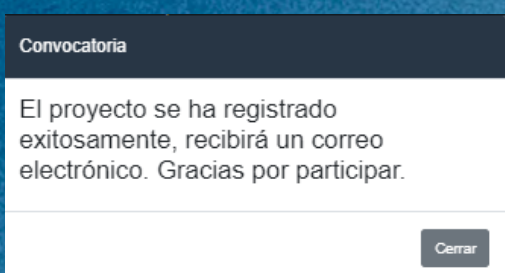 Convocatoria
El proyecto se ha registrado
exitosamente, recibirá un correo
electrónico. Gracias por participar.
Cerrar